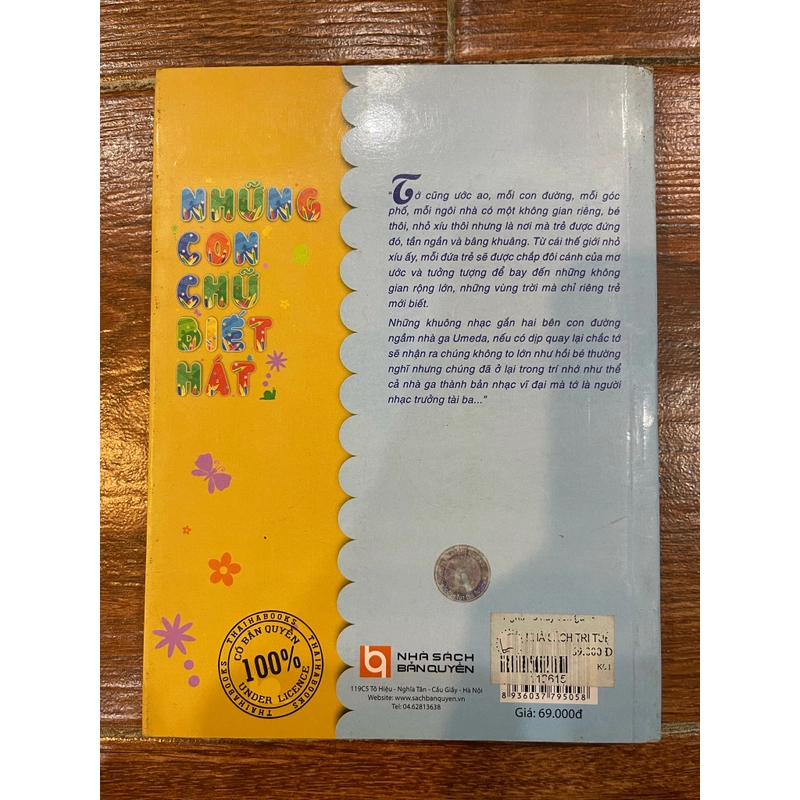 NHỮNG
CON
CHỮ
BIẾT
HÁT
"Tớ cũng ước ao, mỗi con đường, mỗi góc
phố, mỗi ngôi nhà có một không gian riêng, bé
thôi, nhỏ xíu thôi nhưng là nơi mà trẻ được đứng
đó, tần ngần và bâng khuâng. Từ cái thế giới nhỏ
xíu ấy, mỗi đứa trẻ sẽ được chắp đôi cánh của mơ
ước và tưởng tượng để bay đến những không
gian rộng lớn, những vùng trời mà chỉ riêng trẻ
mới biết.
Những khuông nhạc gắn hai bên con đường
ngầm nhà ga Umeda, nếu có dịp quay lại chắc tớ
sẽ nhận ra chúng không to lớn như hồi bé thường
nghĩ nhưng chúng đã ở lại trong trí nhớ như thể
cả nhà ga thành bản nhạc vĩ đại mà tớ là người
nhạc trưởng tài ba..."
THAIHABOOKS
CÓ BẢN QUYỀN
100%
UNDER LICENCE
THAIHABOOKS
THAIHABOOKS
NHÀ SÁCH
BẢN QUYỀN
119C5 Tô Hiệu - Nghĩa Tân - Cầu Giấy - Hà Nội
Website: www.sachbanquyen.vn
Tel: 04.62813638
NHÀ SÁCH TRÍ TUỆ
69.000 Đ
8936037795058
Giá: 69.000đ